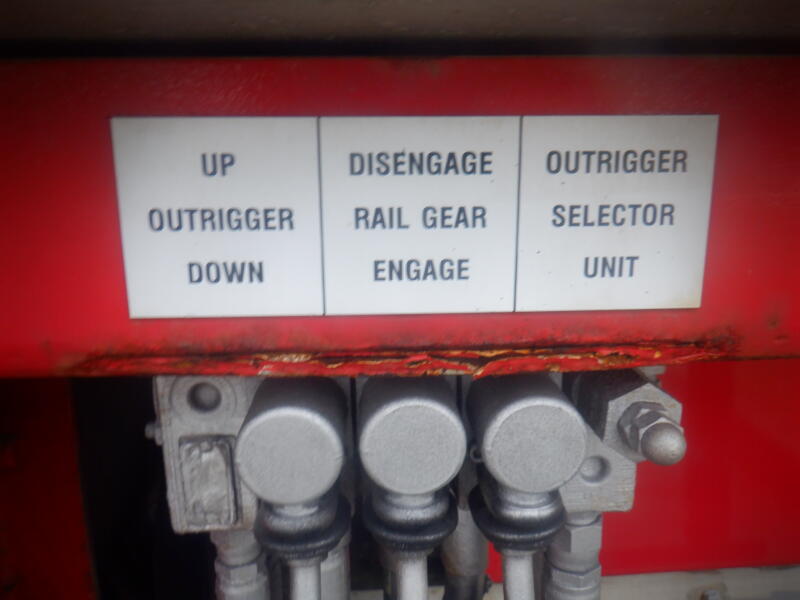 UP
OUTRIGGER
DOWN
DISENGAGE
RAIL GEAR
ENGAGE
OUTRIGGER
SELECTOR
UNIT